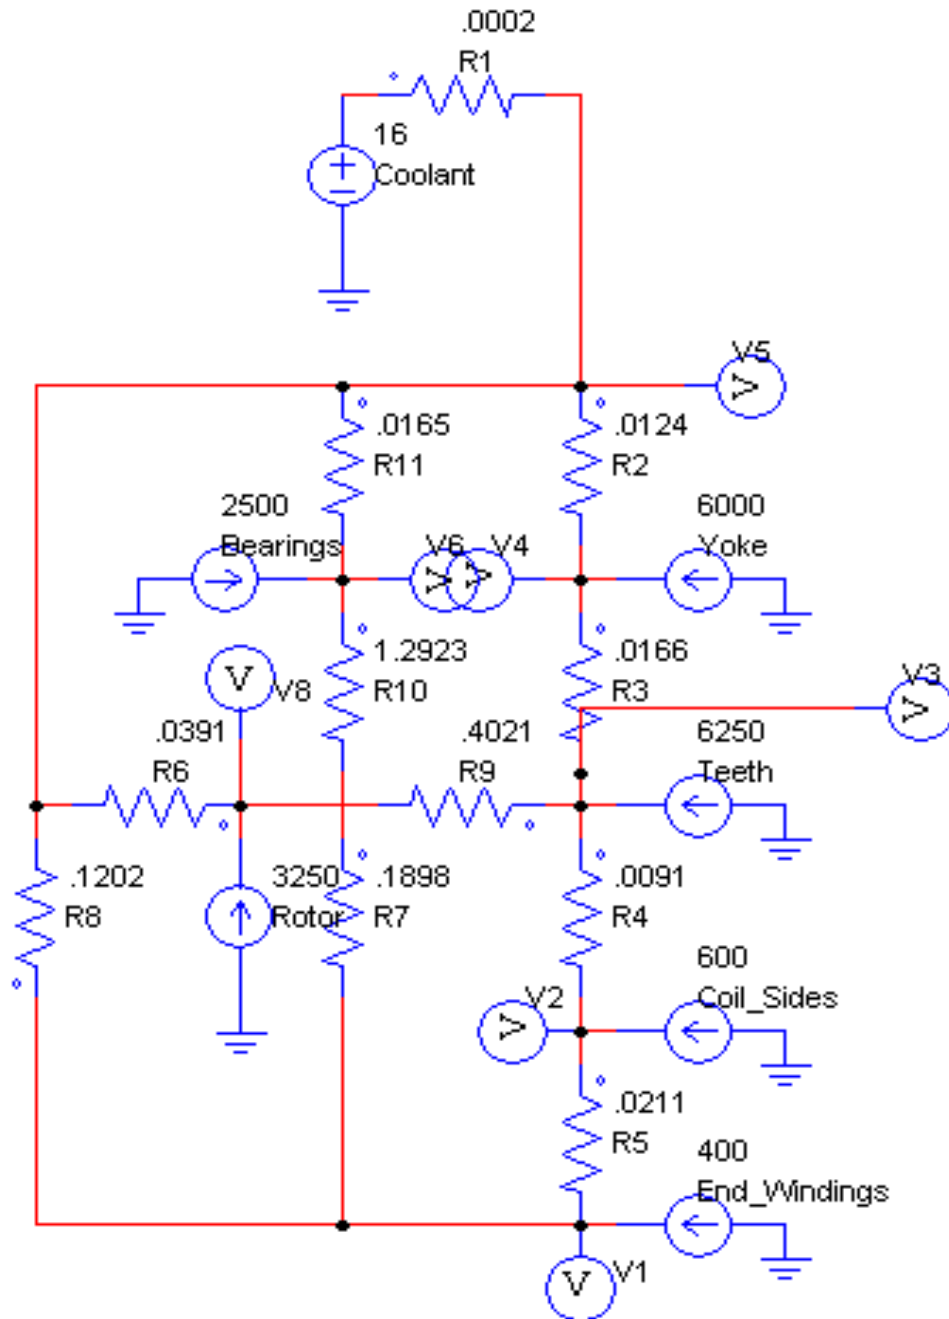 .0002
R1
16
Coolant
V5
.0165
R11
.0124
R2
2500
Bearings
V6
V4
6000
Yoke
V
V8
1.2923
R10
.0166
R3
V3
.0391
R6
.4021
R9
6250
Teeth
.1202
R8
3250
Rotor
.1898
R7
.0091
R4
V2
600
Coil_Sides
.0211
R5
400
End_Windings
V
V1
V
V
V
V
V